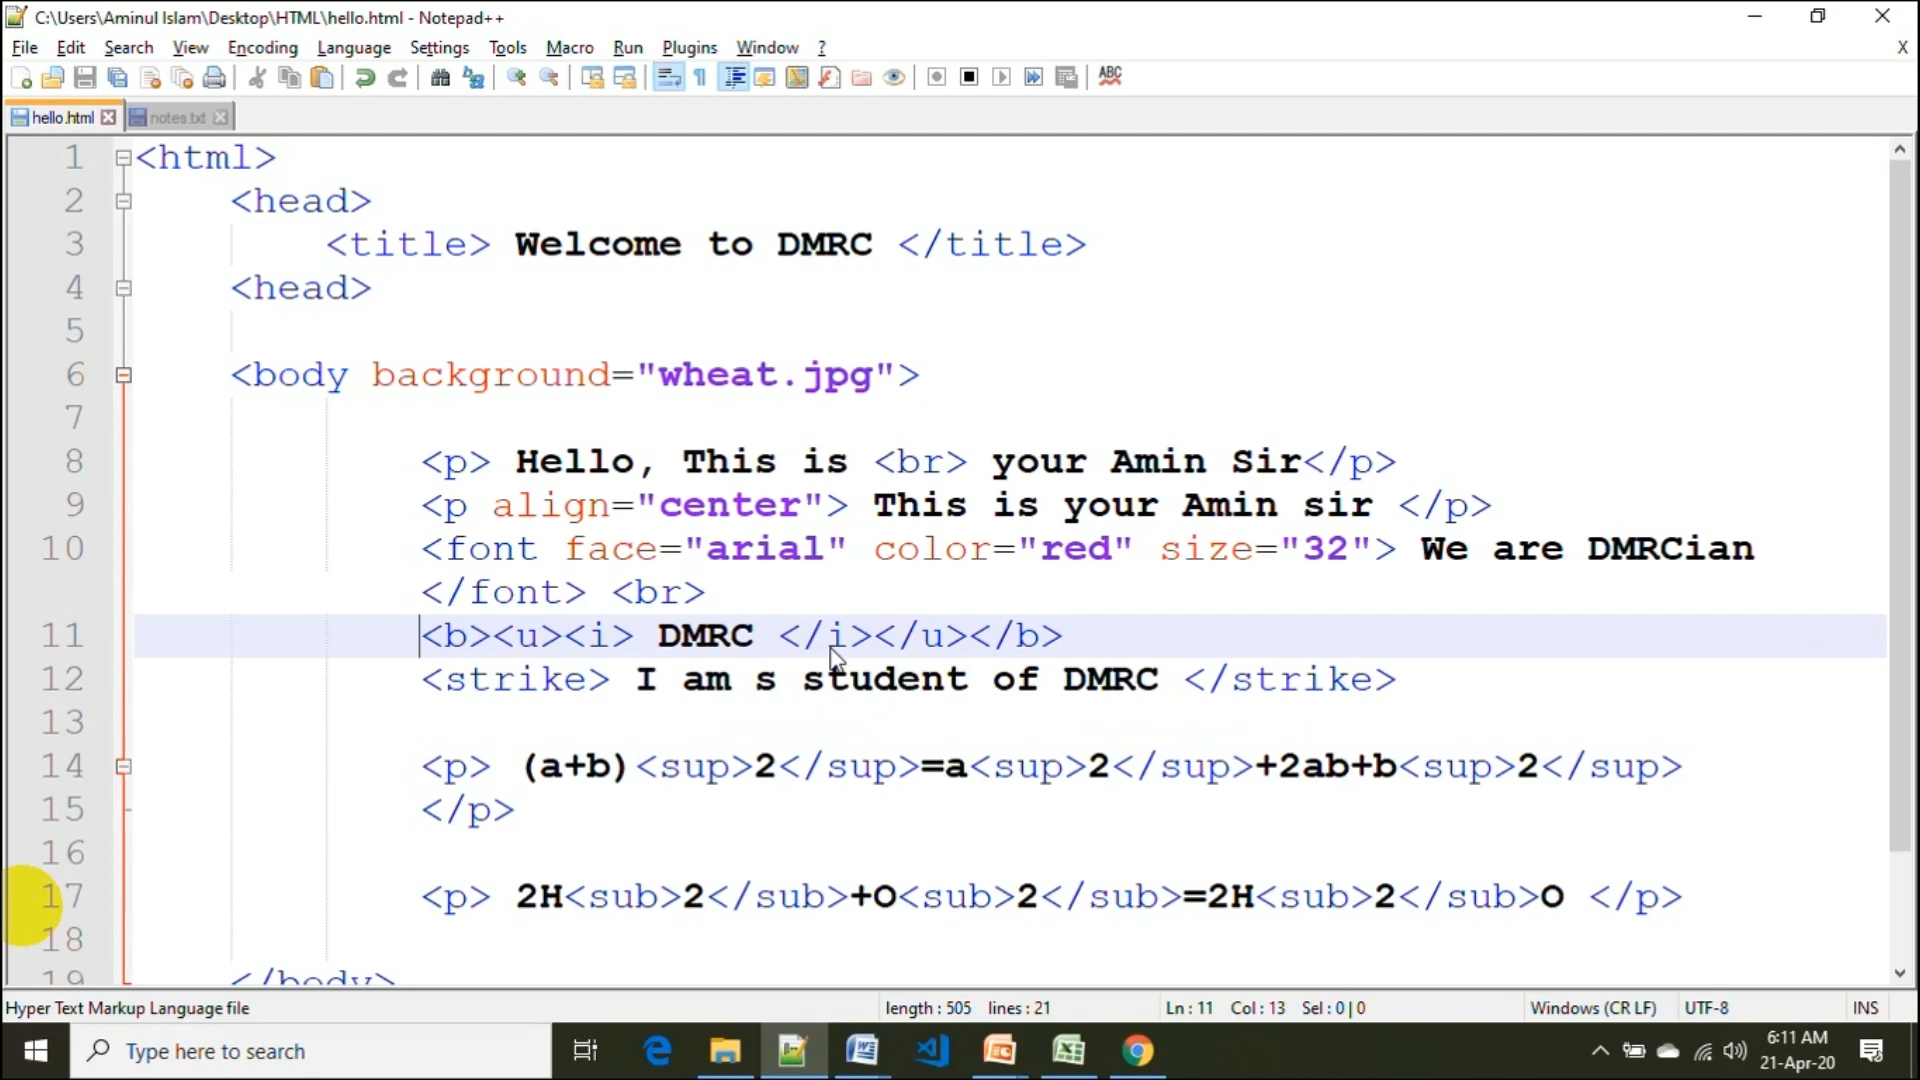 C:\Users\Aminul Islam\Desktop\HTML\hello.html - Notepad++
File Edit Search View Encoding Language Settings Tools Macro Run Plugins Window ? X
ABC
hello.html notes.txt
1 <html>
2 <head>
3 <title> Welcome to DMRC </title>
4 <head>
5
6 <body background="wheat.jpg">
7
8 <p> Hello, This is <br> your Amin Sir</p>
9 <p align="center"> This is your Amin sir </p>
10 <font face="arial" color="red" size="32"> We are DMRCian
</font> <br>
11 <b><u><i> DMRC </i></u></b>
12 <strike> I am s student of DMRC </strike>
13
14 <p> (a+b)<sup>2</sup>=a<sup>2</sup>+2ab+b<sup>2</sup>
15 </p>
16
17 <p> 2H<sub>2</sub>+O<sub>2</sub>=2H<sub>2</sub>O </p>
18
19 </body>
Hyper Text Markup Language file length : 505 lines : 21 Ln : 11 Col : 13 Sel : 0 | 0 Windows (CR LF) UTF-8 INS
Type here to search
6:11 AM
21-Apr-20